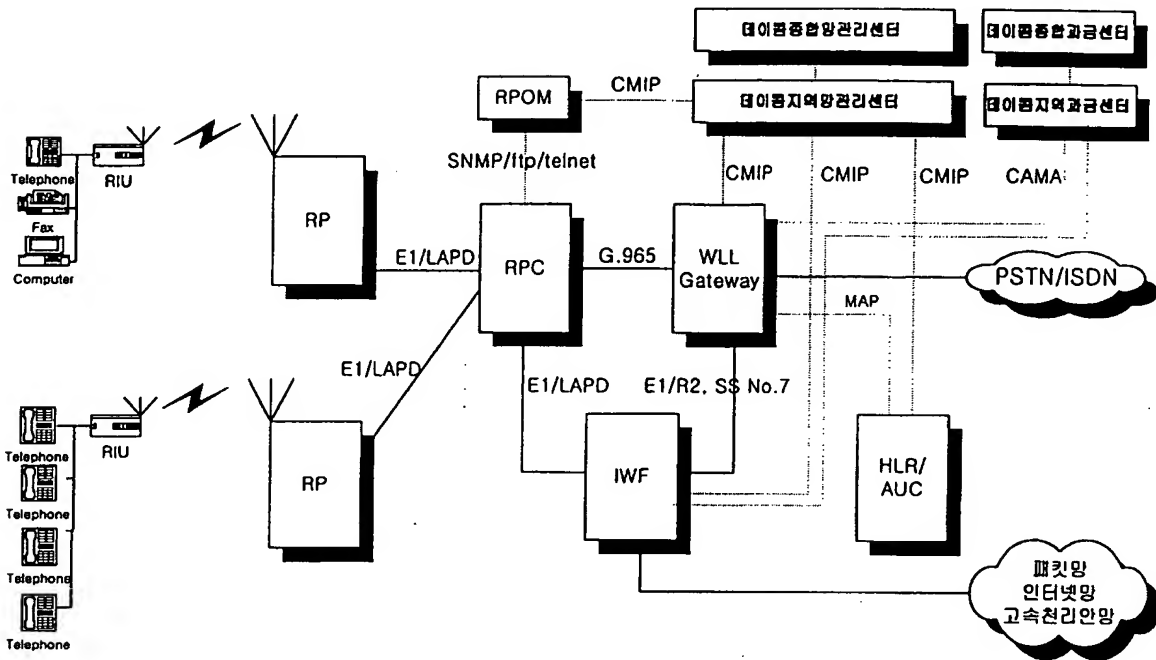 데이콤종합망관리센터
데이콤종합과금센터
RPOM
CMIP
데이콤지역망관리센터
데이콤지역과금센터
SNMP/ftp/telnet
CMIP
CMIP
CMIP
CAMA
Telephone
RIU
Fax
Computer
RP
E1/LAPD
RPC
G.965
WLL
Gateway
PSTN/ISDN
MAP
E1/LAPD
E1/LAPD
E1/R2, SS No.7
Telephone
RIU
Telephone
Telephone
Telephone
RP
IWF
HLR/
AUC
패킷망
인터넷망
고속천리안망